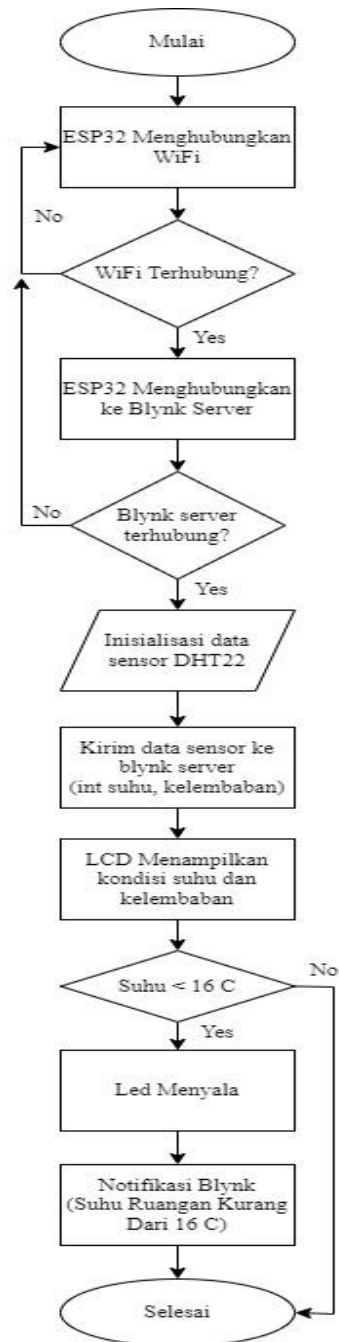 Mulai
ESP32 Menghubungkan
WiFi
No
WiFi Terhubung?
Yes
ESP32 Menghubungkan
ke Blynk Server
No
Blynk server
terhubung?
Yes
Inisialisasi data
sensor DHT22
Kirim data sensor ke
blynk server
(int suhu, kelembaban)
LCD Menampilkan
kondisi suhu dan
kelembaban
No
Suhu < 16 C
Yes
Led Menyala
Notifikasi Blynk
(Suhu Ruangan Kurang
Dari 16 C)
Selesai